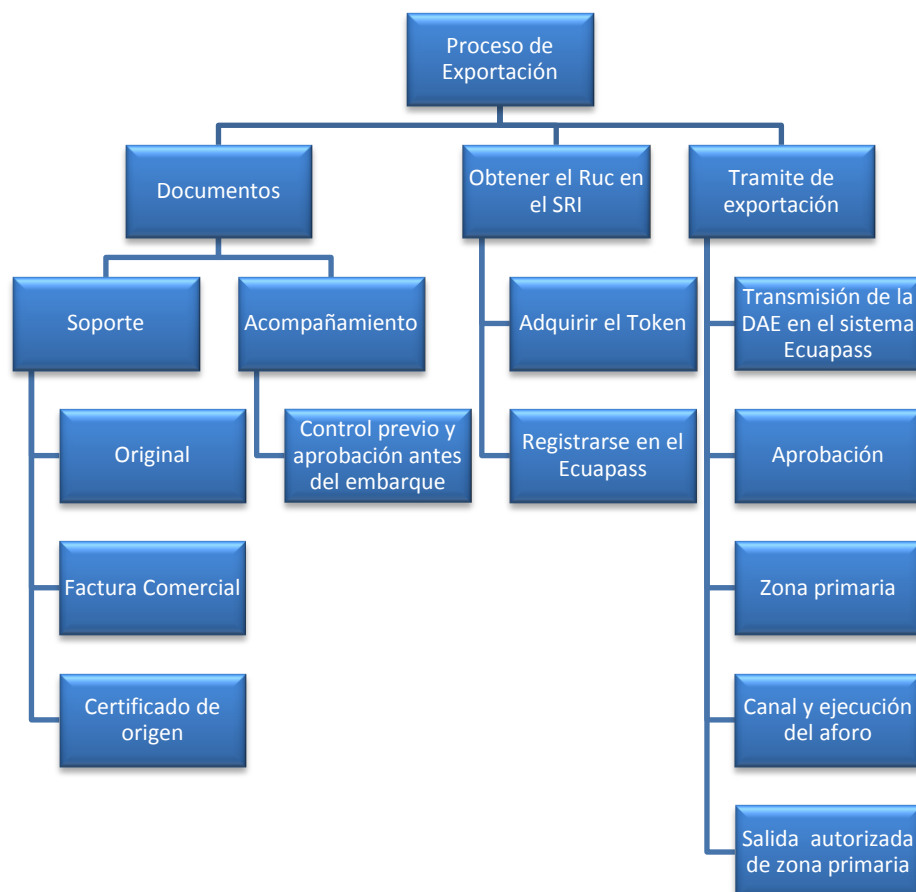 Proceso de
Exportación
Documentos
Obtener el Ruc en
el SRI
Tramite de
exportación
Soporte
Acompañamiento
Adquirir el Token
Transmisión de la
DAE en el sistema
Ecuapass
Original
Control previo y
aprobación antes
del embarque
Registrarse en el
Ecuapass
Aprobación
Factura Comercial
Zona primaria
Certificado de
origen
Canal y ejecución
del aforo
Salida autorizada
de zona primaria